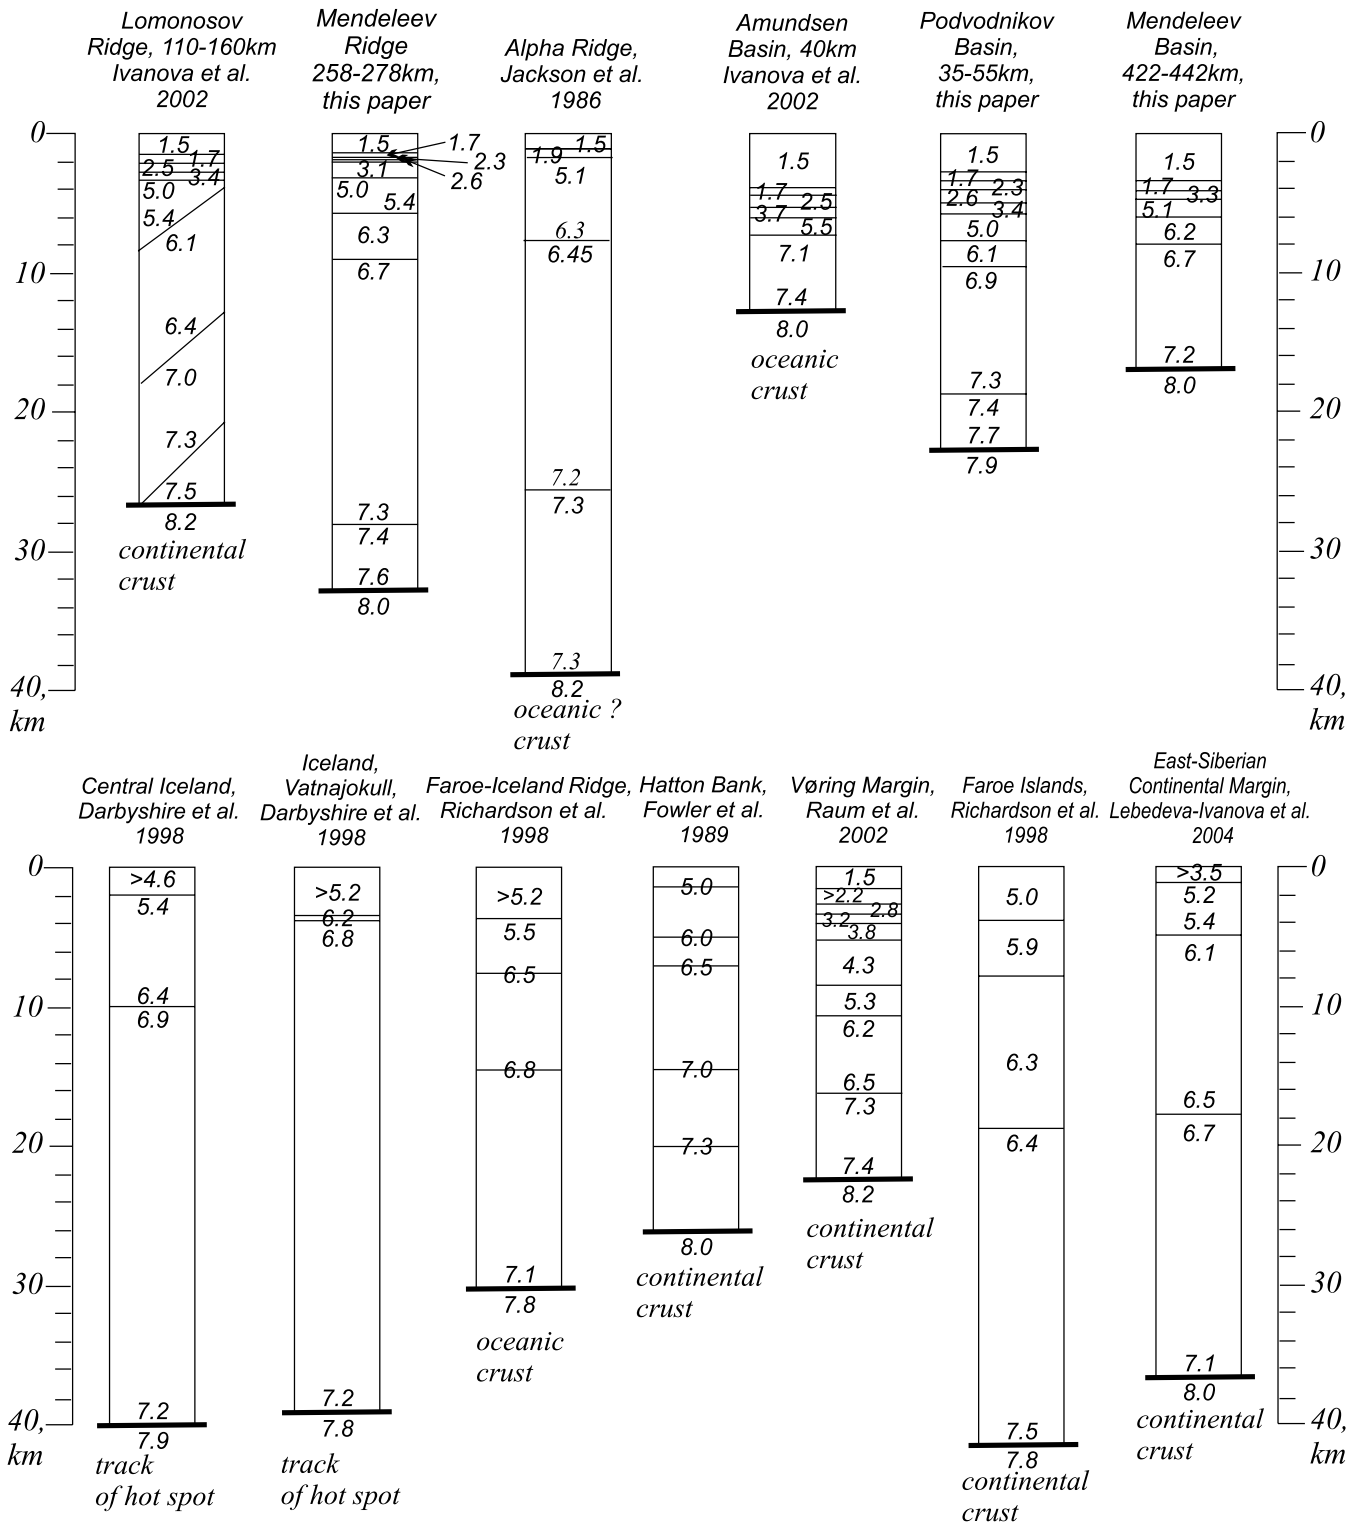 Lomonosov
Ridge, 110-160km
Ivanova et al.
2002
Mendeleev
Ridge
258-278km,
this paper
Alpha Ridge,
Jackson et al.
1986
Amundsen
Basin, 40km
Ivanova et al.
2002
Podvodnikov
Basin,
35-55km,
this paper
Mendeleev
Basin,
422-442km,
this paper
0
10
20
30
40,
km
1.5
1.7
2.5
3.4
5.0
5.4
6.1
6.4
7.0
7.3
7.5
8.2
continental
crust
1.5
1.7
2.3
2.6
3.1
5.0
5.4
6.3
6.7
7.3
7.4
7.6
8.0
1.5
1.9
5.1
6.3
6.45
7.2
7.3
7.3
8.2
oceanic ?
crust
1.5
1.7
2.5
3.7
5.5
7.1
7.4
8.0
oceanic
crust
1.5
1.7
2.3
2.6
3.4
5.0
6.1
6.9
7.3
7.4
7.7
7.9
1.5
1.7
3.3
5.1
6.2
6.7
7.2
8.0
0
10
20
30
40,
km
Central Iceland,
Darbyshire et al.
1998
Iceland,
Vatnajokull,
Darbyshire et al.
1998
Faroe-Iceland Ridge,
Richardson et al.
1998
Hatton Bank,
Fowler et al.
1989
Vøring Margin,
Raum et al.
2002
Faroe Islands,
Richardson et al.
1998
East-Siberian
Continental Margin,
Lebedeva-Ivanova et al.
2004
0
10
20
30
40,
km
>4.6
5.4
6.4
6.9
7.2
7.9
track
of hot spot
>5.2
6.2
6.8
7.2
7.8
track
of hot spot
>5.2
5.5
6.5
6.8
7.1
7.8
oceanic
crust
5.0
6.0
6.5
7.0
7.3
8.0
continental
crust
1.5
>2.2
2.8
3.2
3.8
4.3
5.3
6.2
6.5
7.3
7.4
8.2
continental
crust
5.0
5.9
6.3
6.4
7.5
7.8
continental
crust
>3.5
5.2
5.4
6.1
6.5
6.7
7.1
8.0
continental
crust
0
10
20
30
40,
km